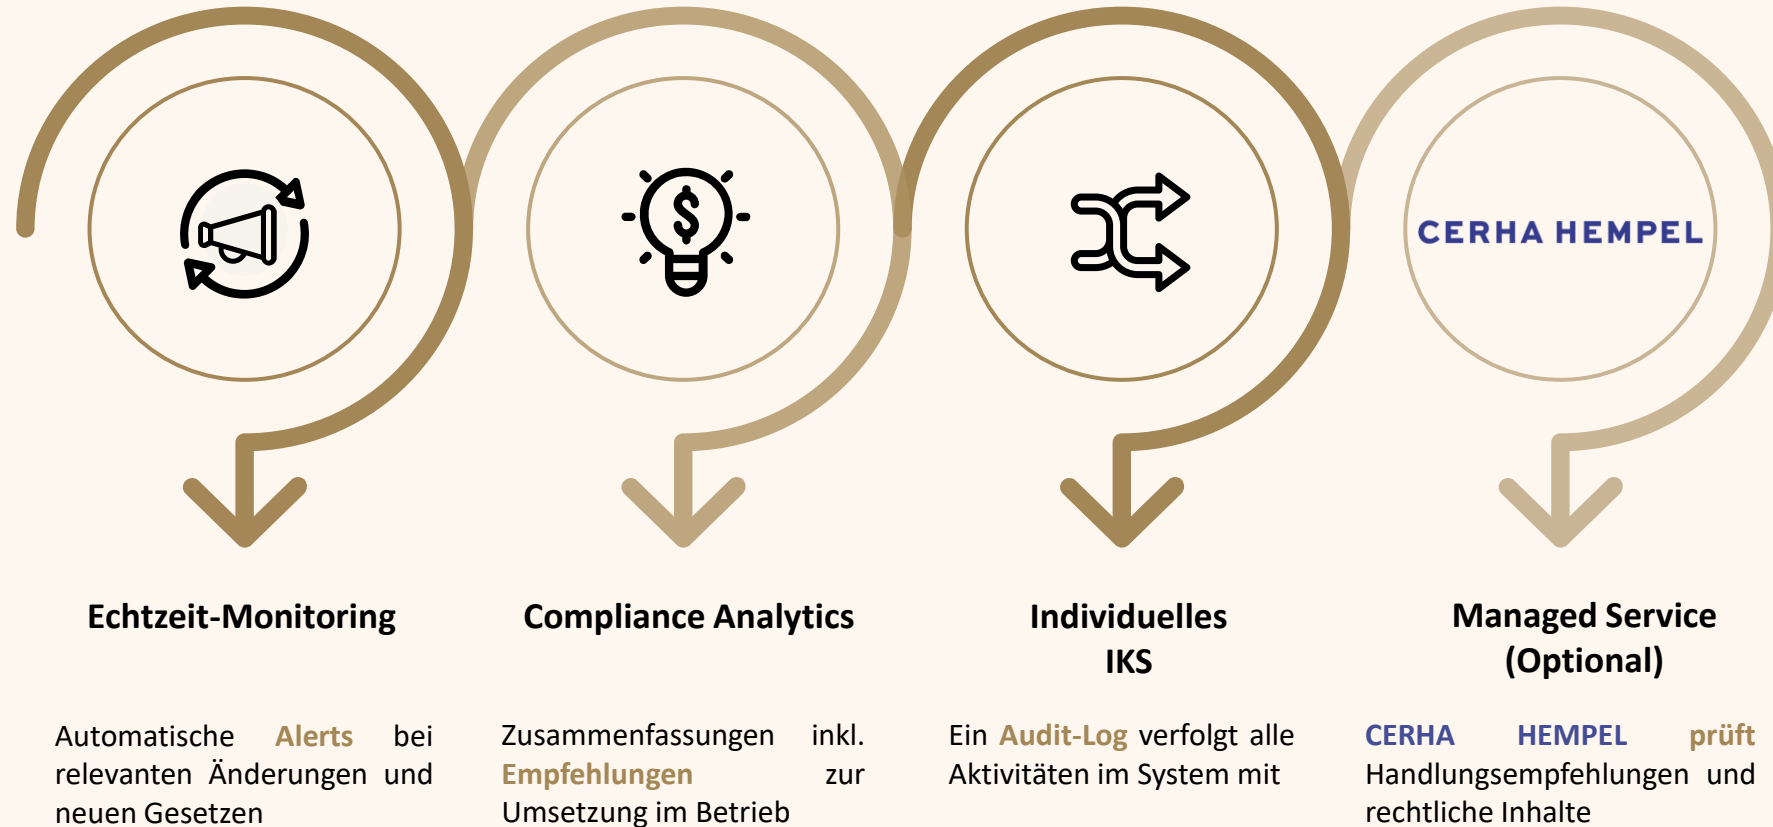 CERHA HEMPEL
Echtzeit-Monitoring
Automatische Alerts bei
relevanten Änderungen und
neuen Gesetzen
Compliance Analytics
Zusammenfassungen inkl.
Empfehlungen zur
Umsetzung im Betrieb
Individuelles
IKS
Ein Audit-Log verfolgt alle
Aktivitäten im System mit
Managed Service
(Optional)
CERHA HEMPEL prüft
Handlungsempfehlungen und
rechtliche Inhalte